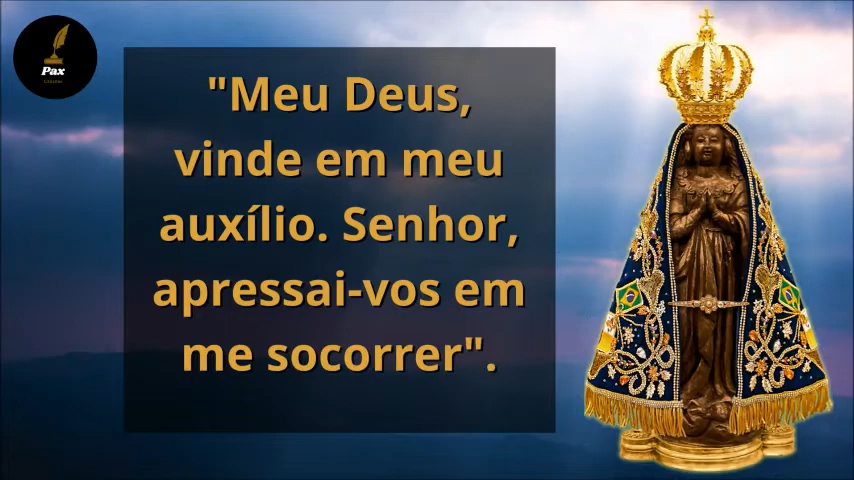 Pax
"Meu Deus,
vinde em meu
auxílio. Senhor,
apressai-vos em
me socorrer".